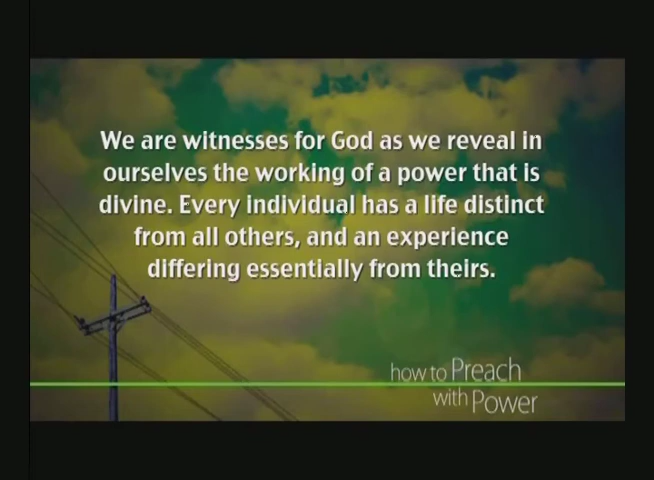 We are witnesses for God as we reveal in
ourselves the working of a power that is
divine. Every individual has a life distinct
from all others, and an experience
differing essentially from theirs.
how to Preach
with Power